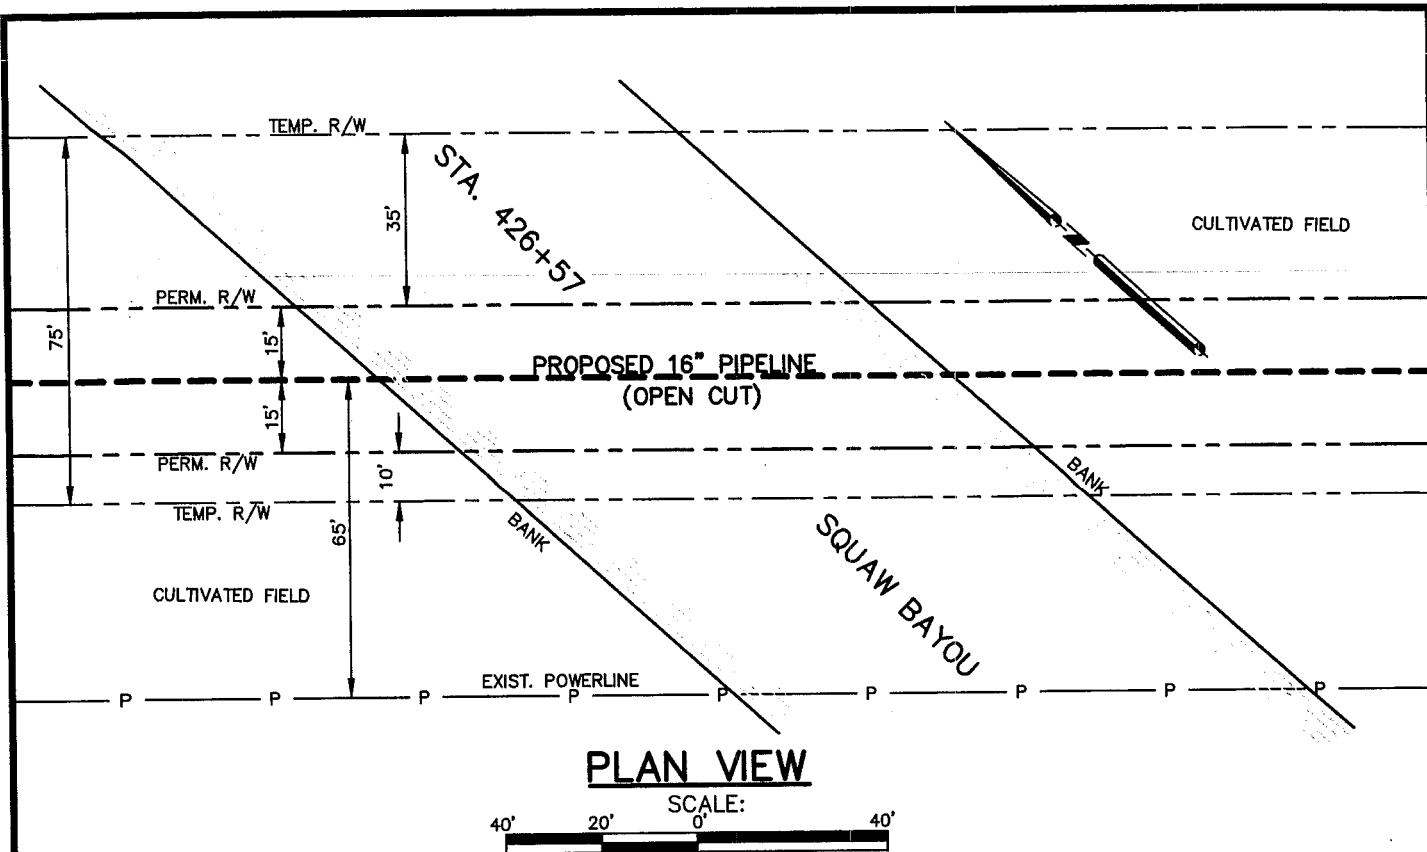 TEMP. R/W
STA. 426+57
35'
N
CULTIVATED FIELD
PERM. R/W
75'
15'
PROPOSED 16" PIPELINE
(OPEN CUT)
15'
PERM. R/W
10'
BANK
TEMP. R/W
65'
BANK
SQUAW BAYOU
CULTIVATED FIELD
EXIST. POWERLINE
P P P P P P P P P
PLAN VIEW
SCALE:
40' 20' 0' 40'